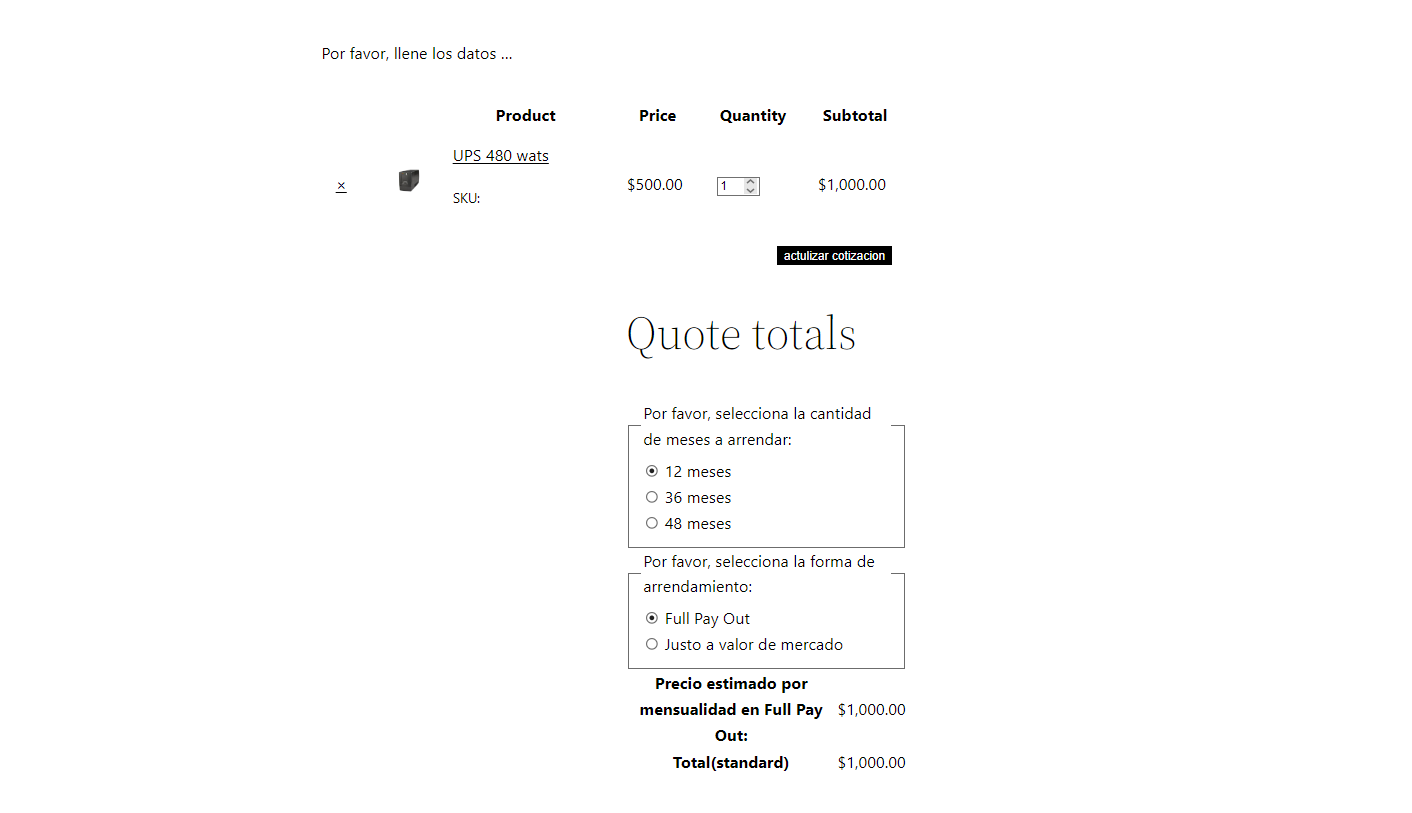 Por favor, llene los datos ...
Product Price Quantity Subtotal
UPS 480 wats
× $500.00 1 $1,000.00
SKU:
actulizar cotizacion
Quote totals
Por favor, selecciona la cantidad
de meses a arrendar:
12 meses
36 meses
48 meses
Por favor, selecciona la forma de
arrendamiento:
Full Pay Out
Justo a valor de mercado
Precio estimado por
mensualidad en Full Pay $1,000.00
Out:
Total(standard) $1,000.00